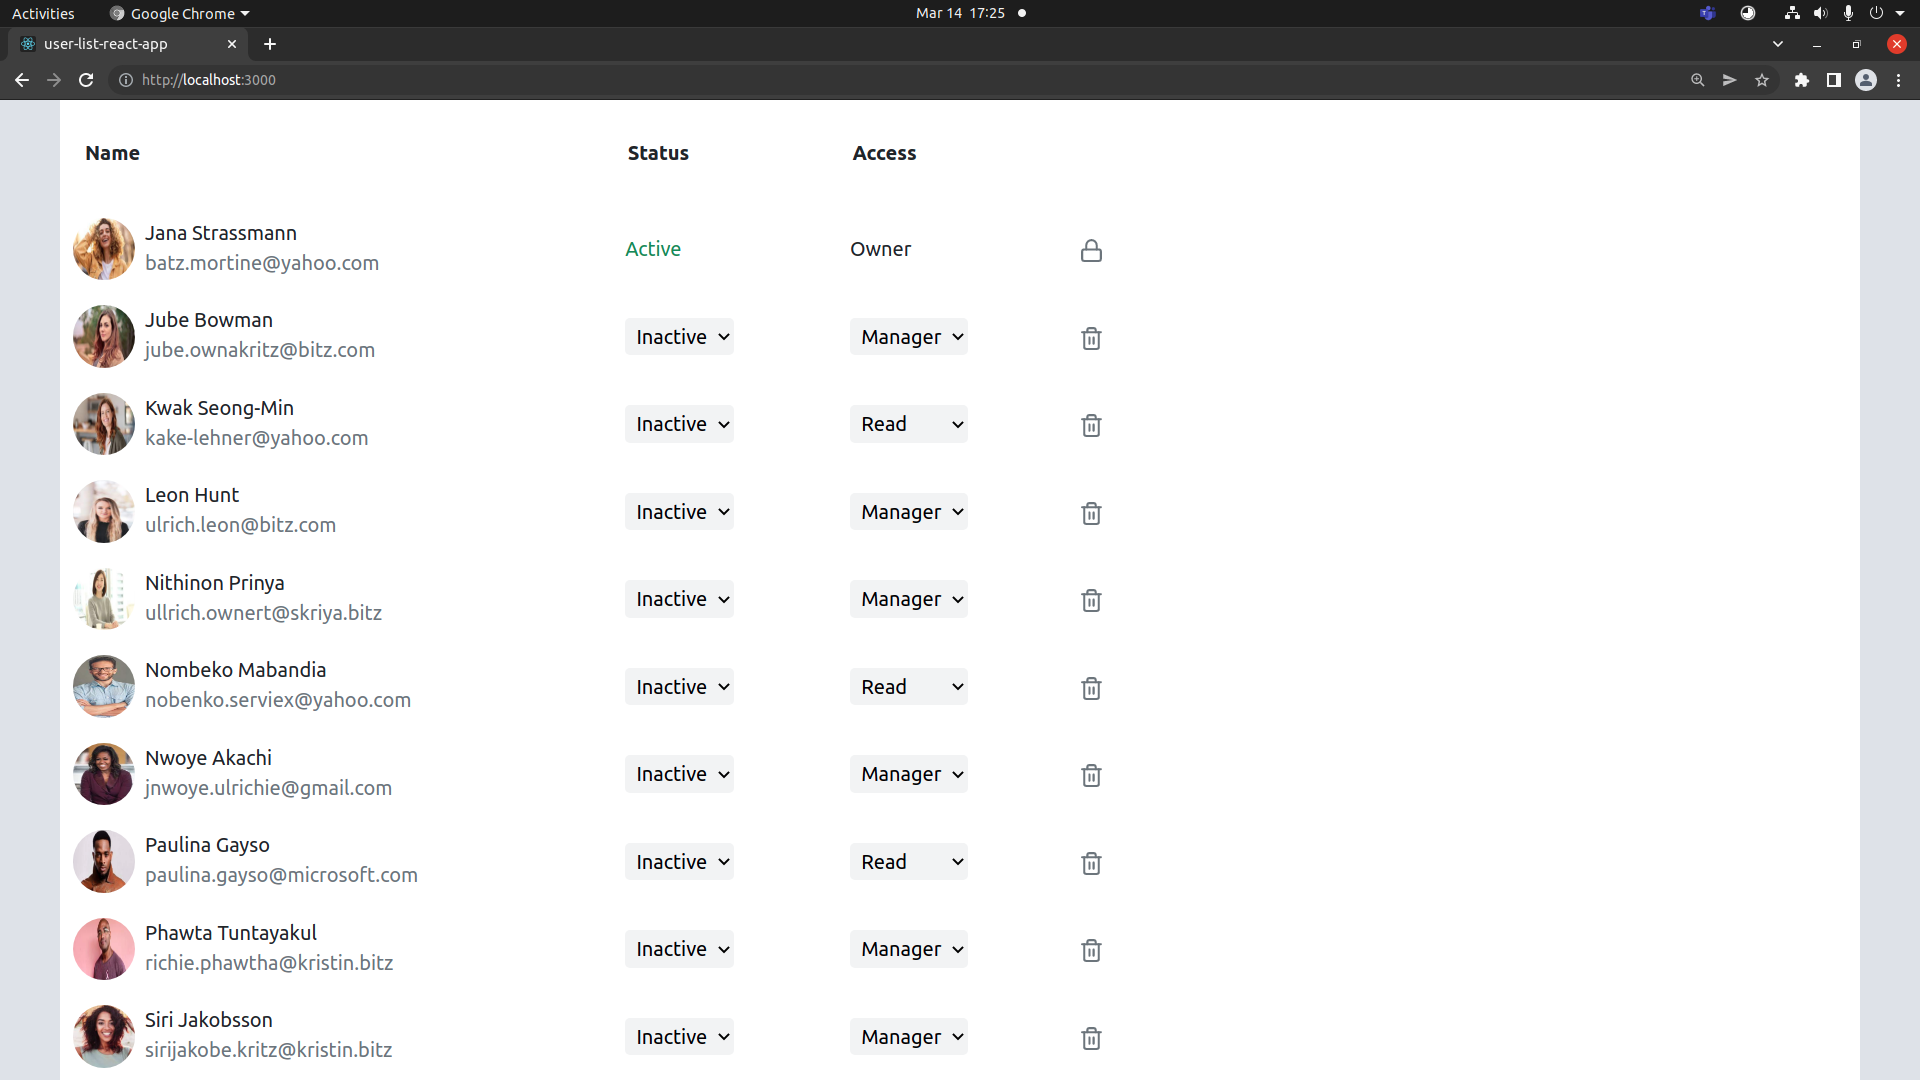 Activities Google Chrome Mar 14 17:25
user-list-react-app
http://localhost:3000
Name Status Access
Jana Strassmann
batz.mortine@yahoo.com
Active Owner
Jube Bowman
jube.ownakritz@bitz.com
Inactive Manager
Kwak Seong-Min
kake-lehner@yahoo.com
Inactive Read
Leon Hunt
ulrich.leon@bitz.com
Inactive Manager
Nithinon Prinya
ullrich.ownert@skriya.bitz
Inactive Manager
Nombeko Mabandia
nobenko.serviex@yahoo.com
Inactive Read
Nwoye Akachi
jnwoye.ulrichie@gmail.com
Inactive Manager
Paulina Gayso
paulina.gayso@microsoft.com
Inactive Read
Phawta Tuntayakul
richie.phawtha@kristin.bitz
Inactive Manager
Siri Jakobsson
sirijakobe.kritz@kristin.bitz
Inactive Manager